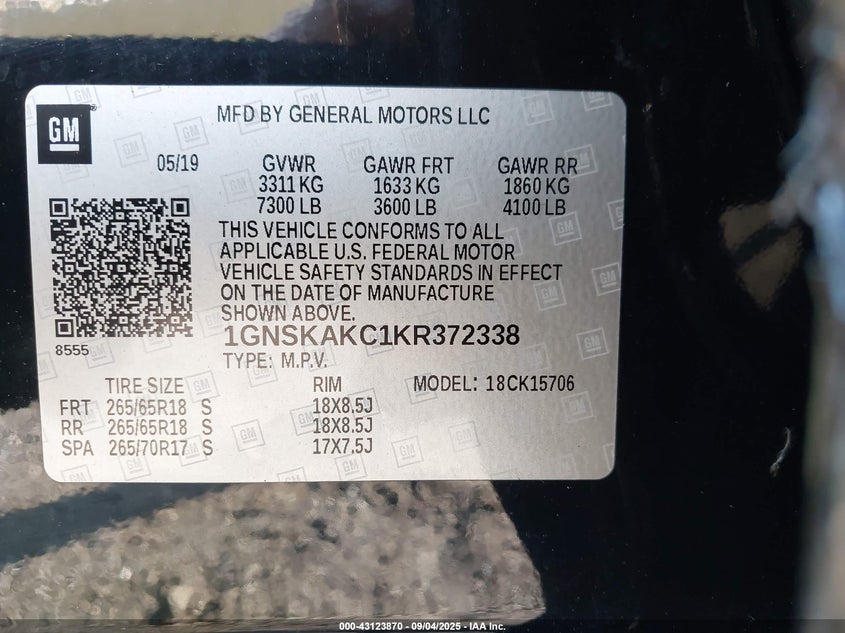 GM
MFD BY GENERAL MOTORS LLC
05/19 GVWR GAWR FRT GAWR RR
3311 KG 1633 KG 1860 KG
7300 LB 3600 LB 4100 LB
THIS VEHICLE CONFORMS TO ALL
APPLICABLE U.S. FEDERAL MOTOR
VEHICLE SAFETY STANDARDS IN EFFECT
ON THE DATE OF MANUFACTURE
SHOWN ABOVE.
8555
1GNSKAKC1KR372338
TYPE: M.P.V.
TIRE SIZE RIM MODEL: 18CK15706
FRT 265/65R18 S 18X8.5J
RR 265/65R18 S 18X8.5J
SPA 265/70R17 S 17X7.5J
000-43123870 - 09/04/2025 - IAA Inc.